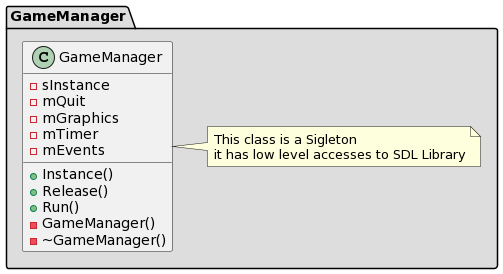 GameManager
C GameManager
sInstance
mQuit
mGraphics
mTimer
mEvents
Instance()
Release()
Run()
GameManager()
~GameManager()
This class is a Sigleton
it has low level accesses to SDL Library